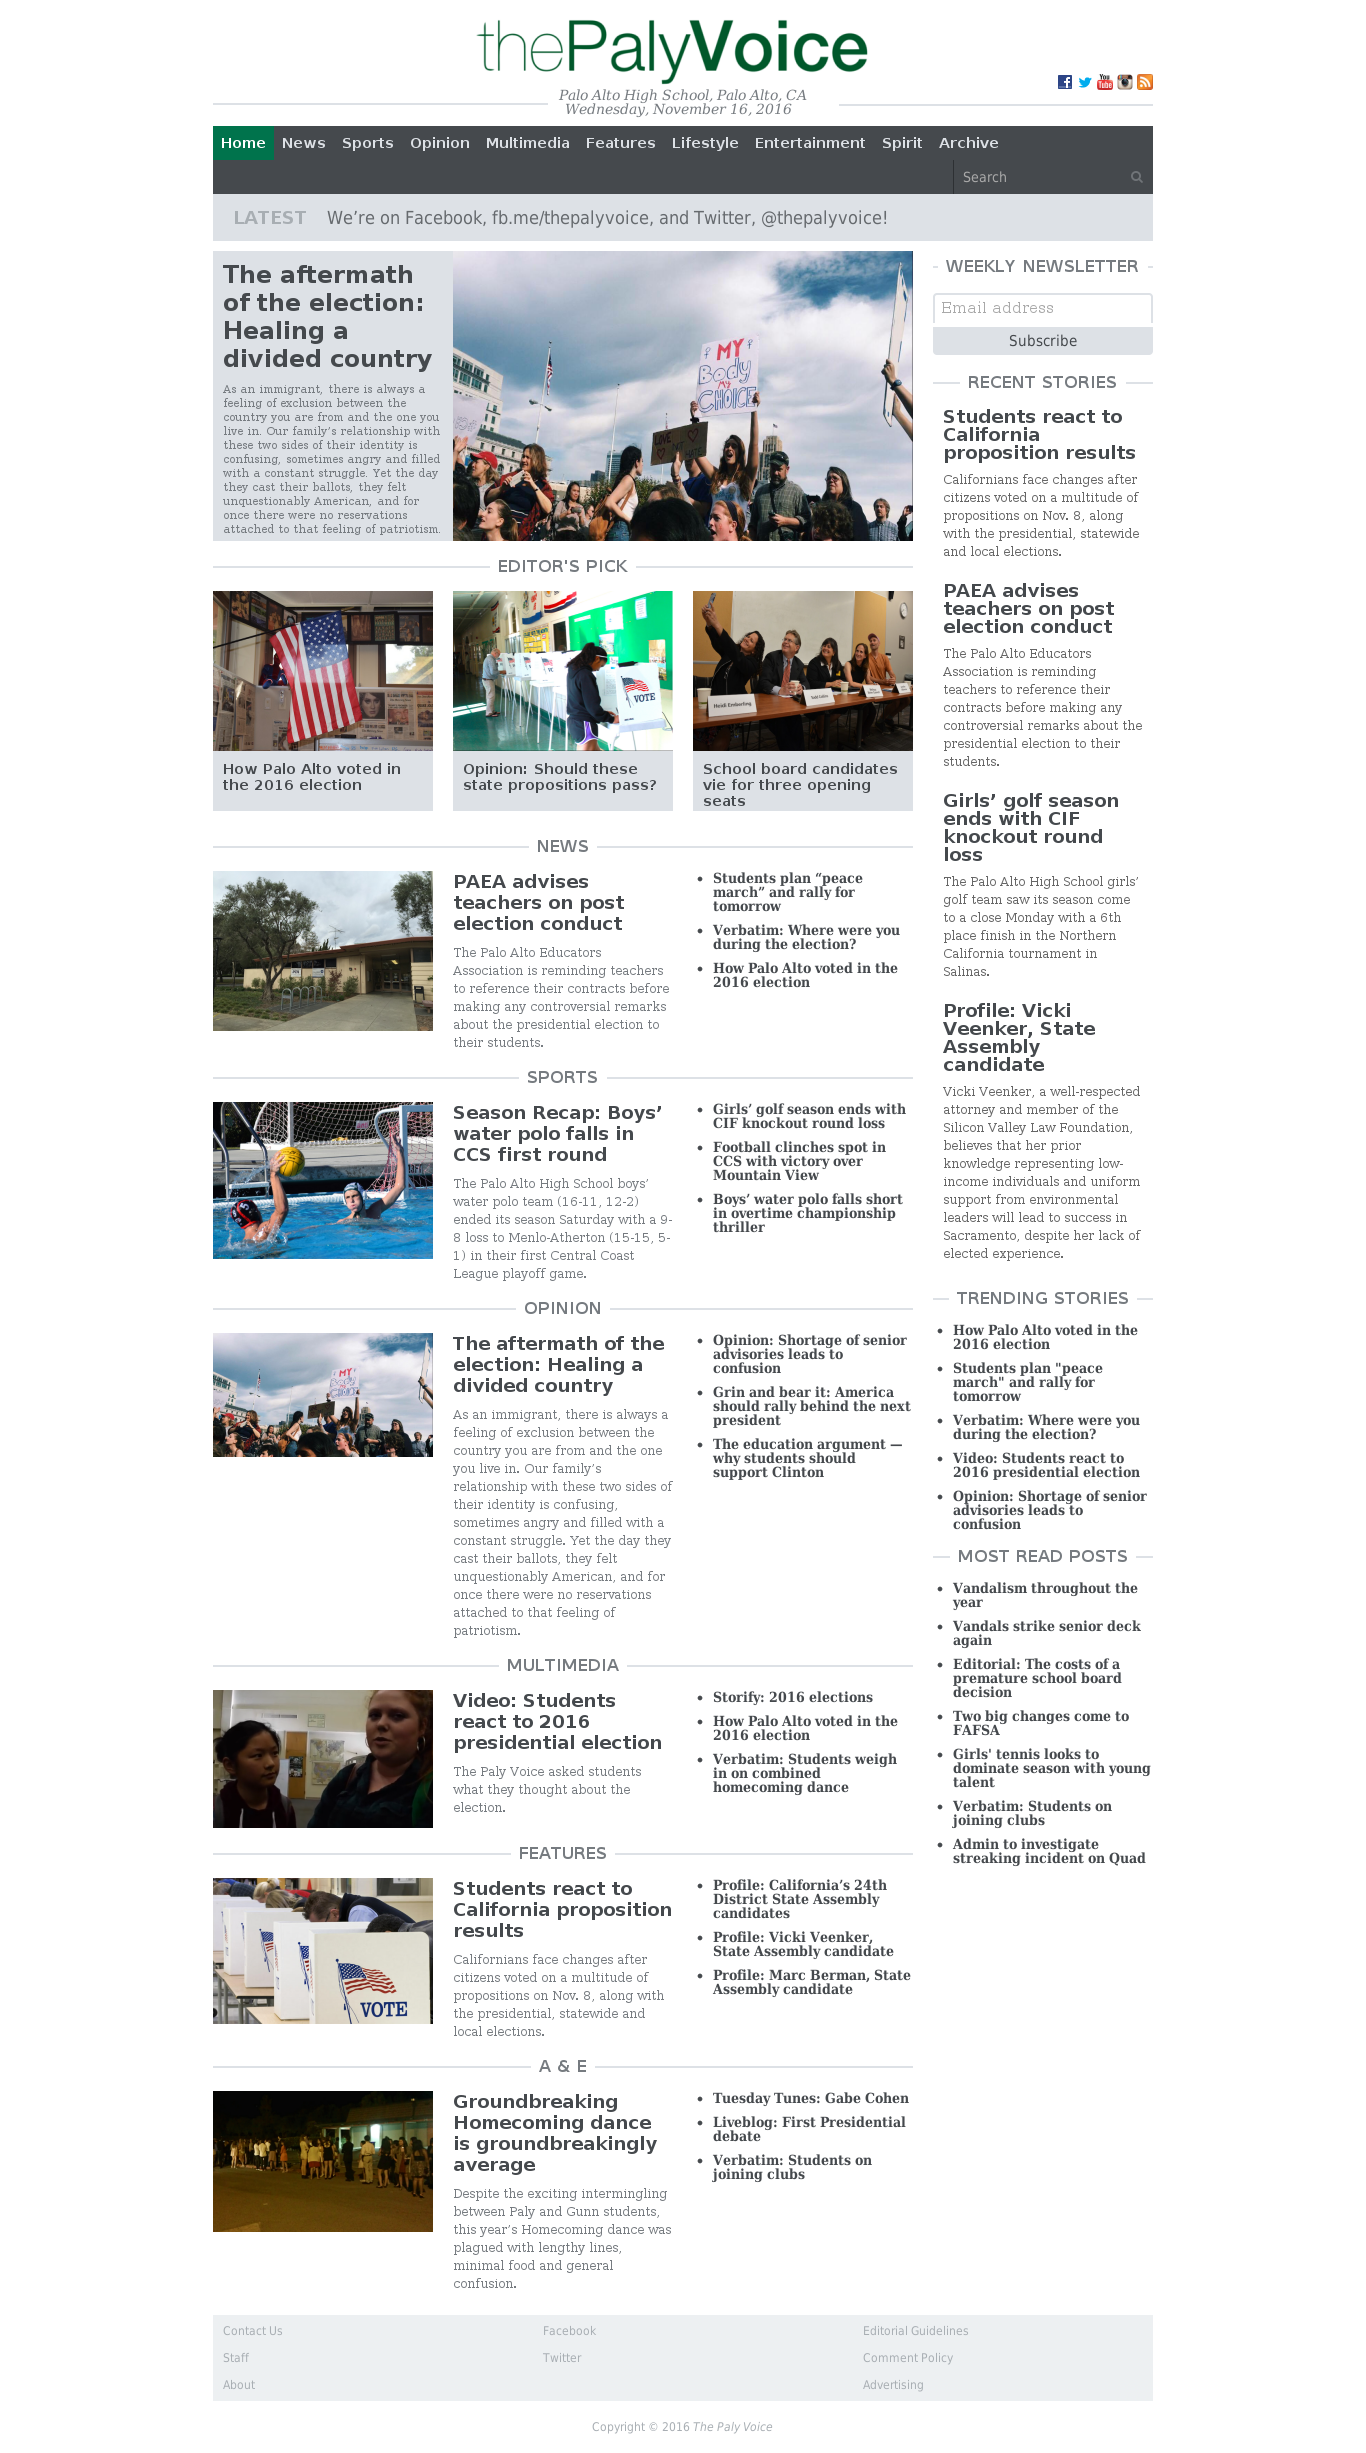 thePalyVoice
Palo Alto High School, Palo Alto, CA
Wednesday, November 16, 2016
Home News Sports Opinion Multimedia Features Lifestyle Entertainment Spirit Archive
Search
LATEST We're on Facebook, fb.me/thepalyvoice, and Twitter, @thepalyvoice!
The aftermath
of the election:
Healing a
divided country
As an immigrant, there is always a
feeling of exclusion between the
country you are from and the one you
live in. Our family's relationship with
these two sides of their identity is
confusing, sometimes angry and filled
with a constant struggle. Yet the day
they cast their ballots, they felt
unquestionably American, and for
once there were no reservations
attached to that feeling of patriotism.
MY
Body
MY
CHOICE
EDITOR'S PICK
VOTE
Heidi Emberling
How Palo Alto voted in
the 2016 election
Opinion: Should these
state propositions pass?
School board candidates
vie for three opening
seats
NEWS
PAEA advises
teachers on post
election conduct
The Palo Alto Educators
Association is reminding teachers
to reference their contracts before
making any controversial remarks
about the presidential election to
their students.
• Students plan “peace
march” and rally for
tomorrow
• Verbatim: Where were you
during the election?
• How Palo Alto voted in the
2016 election
SPORTS
Season Recap: Boys’
water polo falls in
CCS first round
The Palo Alto High School boys’
water polo team (16-11, 12-2)
ended its season Saturday with a 9-
8 loss to Menlo-Atherton (15-15, 5-
1) in their first Central Coast
League playoff game.
• Girls’ golf season ends with
CIF knockout round loss
• Football clinches spot in
CCS with victory over
Mountain View
• Boys’ water polo falls short
in overtime championship
thriller
OPINION
The aftermath of the
election: Healing a
divided country
As an immigrant, there is always a
feeling of exclusion between the
country you are from and the one
you live in. Our family’s
relationship with these two sides of
their identity is confusing,
sometimes angry and filled with a
constant struggle. Yet the day they
cast their ballots, they felt
unquestionably American, and for
once there were no reservations
attached to that feeling of
patriotism.
• Opinion: Shortage of senior
advisories leads to
confusion
• Grin and bear it: America
should rally behind the next
president
• The education argument —
why students should
support Clinton
MULTIMEDIA
Video: Students
react to 2016
presidential election
The Paly Voice asked students
what they thought about the
election.
• Storify: 2016 elections
• How Palo Alto voted in the
2016 election
• Verbatim: Students weigh
in on combined
homecoming dance
FEATURES
VOTE
Students react to
California proposition
results
Californians face changes after
citizens voted on a multitude of
propositions on Nov. 8, along with
the presidential, statewide and
local elections.
• Profile: California’s 24th
District State Assembly
candidates
• Profile: Vicki Veenker,
State Assembly candidate
• Profile: Marc Berman, State
Assembly candidate
A & E
Groundbreaking
Homecoming dance
is groundbreakingly
average
Despite the exciting intermingling
between Paly and Gunn students,
this year’s Homecoming dance was
plagued with lengthy lines,
minimal food and general
confusion.
• Tuesday Tunes: Gabe Cohen
• Liveblog: First Presidential
debate
• Verbatim: Students on
joining clubs
WEEKLY NEWSLETTER
Email address
Subscribe
RECENT STORIES
Students react to
California
proposition results
Californians face changes after
citizens voted on a multitude of
propositions on Nov. 8, along
with the presidential, statewide
and local elections.
PAEA advises
teachers on post
election conduct
The Palo Alto Educators
Association is reminding
teachers to reference their
contracts before making any
controversial remarks about the
presidential election to their
students.
Girls’ golf season
ends with CIF
knockout round
loss
The Palo Alto High School girls’
golf team saw its season come
to a close Monday with a 6th
place finish in the Northern
California tournament in
Salinas.
Profile: Vicki
Veenker, State
Assembly
candidate
Vicki Veenker, a well-respected
attorney and member of the
Silicon Valley Law Foundation,
believes that her prior
knowledge representing low-
income individuals and uniform
support from environmental
leaders will lead to success in
Sacramento, despite her lack of
elected experience.
TRENDING STORIES
• How Palo Alto voted in the
2016 election
• Students plan "peace
march" and rally for
tomorrow
• Verbatim: Where were you
during the election?
• Video: Students react to
2016 presidential election
• Opinion: Shortage of senior
advisories leads to
confusion
MOST READ POSTS
• Vandalism throughout the
year
• Vandals strike senior deck
again
• Editorial: The costs of a
premature school board
decision
• Two big changes come to
FAFSA
• Girls' tennis looks to
dominate season with young
talent
• Verbatim: Students on
joining clubs
• Admin to investigate
streaking incident on Quad
Contact Us Facebook Editorial Guidelines
Staff Twitter Comment Policy
About Advertising
Copyright © 2016 The Paly Voice